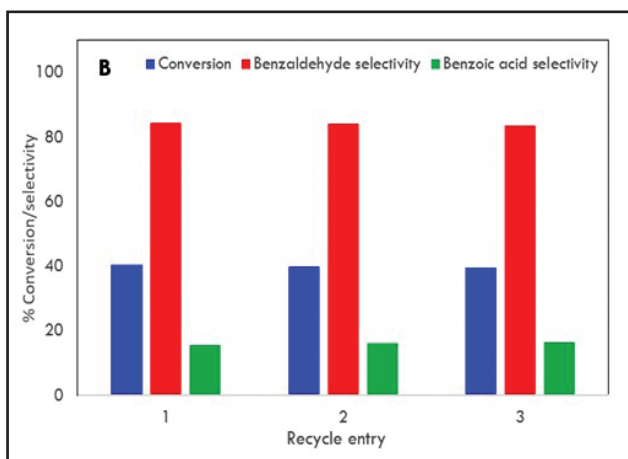 B
Conversion Benzaldehyde selectivity Benzoic acid selectivity
% Conversion/selectivity
100
80
60
40
20
0
1 2 3
Recycle entry